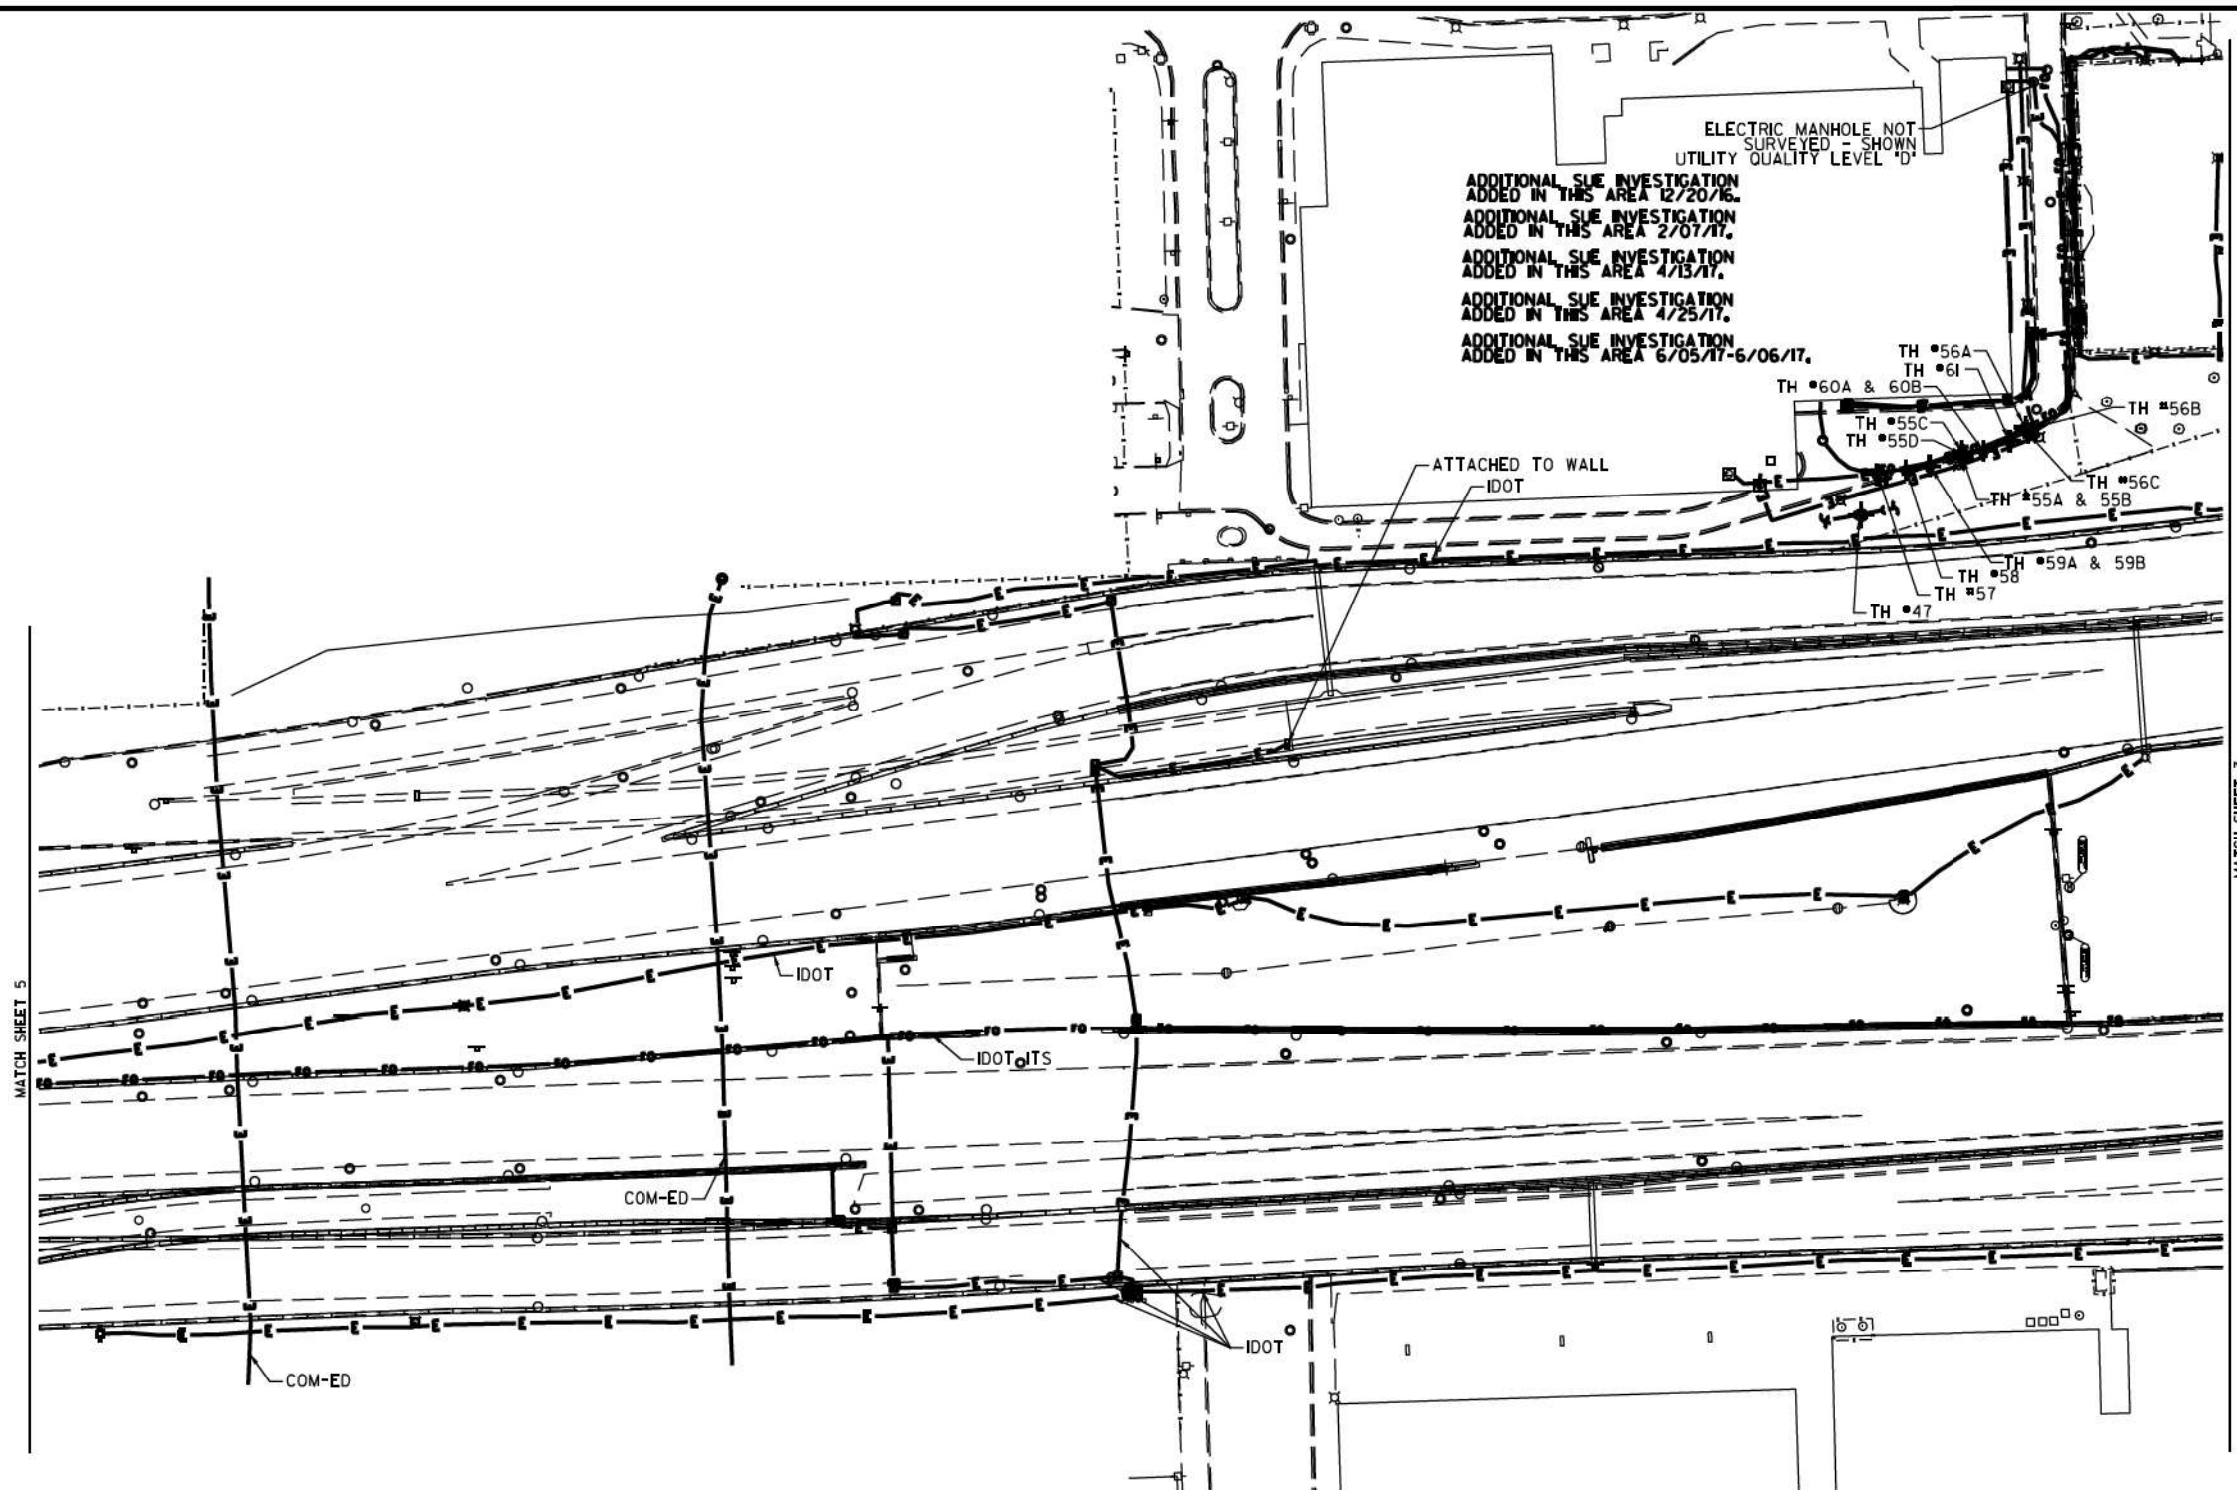 ELECTRIC MANHOLE NOT
SURVEYED - SHOWN
UTILITY QUALITY LEVEL "D"
ADDITIONAL SUE INVESTIGATION
ADDED IN THIS AREA 12/20/16.
ADDITIONAL SUE INVESTIGATION
ADDED IN THIS AREA 2/07/17.
ADDITIONAL SUE INVESTIGATION
ADDED IN THIS AREA 4/13/17.
ADDITIONAL SUE INVESTIGATION
ADDED IN THIS AREA 4/25/17.
ADDITIONAL SUE INVESTIGATION
ADDED IN THIS AREA 6/05/17-6/06/17.
TH #56A
TH #61
TH #60A & 60B
TH #56B
TH #55C
TH #55D
TH #56C
TH #55A & 55B
TH #59A & 59B
TH #58
TH #57
TH #47
ATTACHED TO WALL
IDOT
IDOT
IDOT ITS
COM-ED
IDOT
COM-ED
MATCH SHEET 5